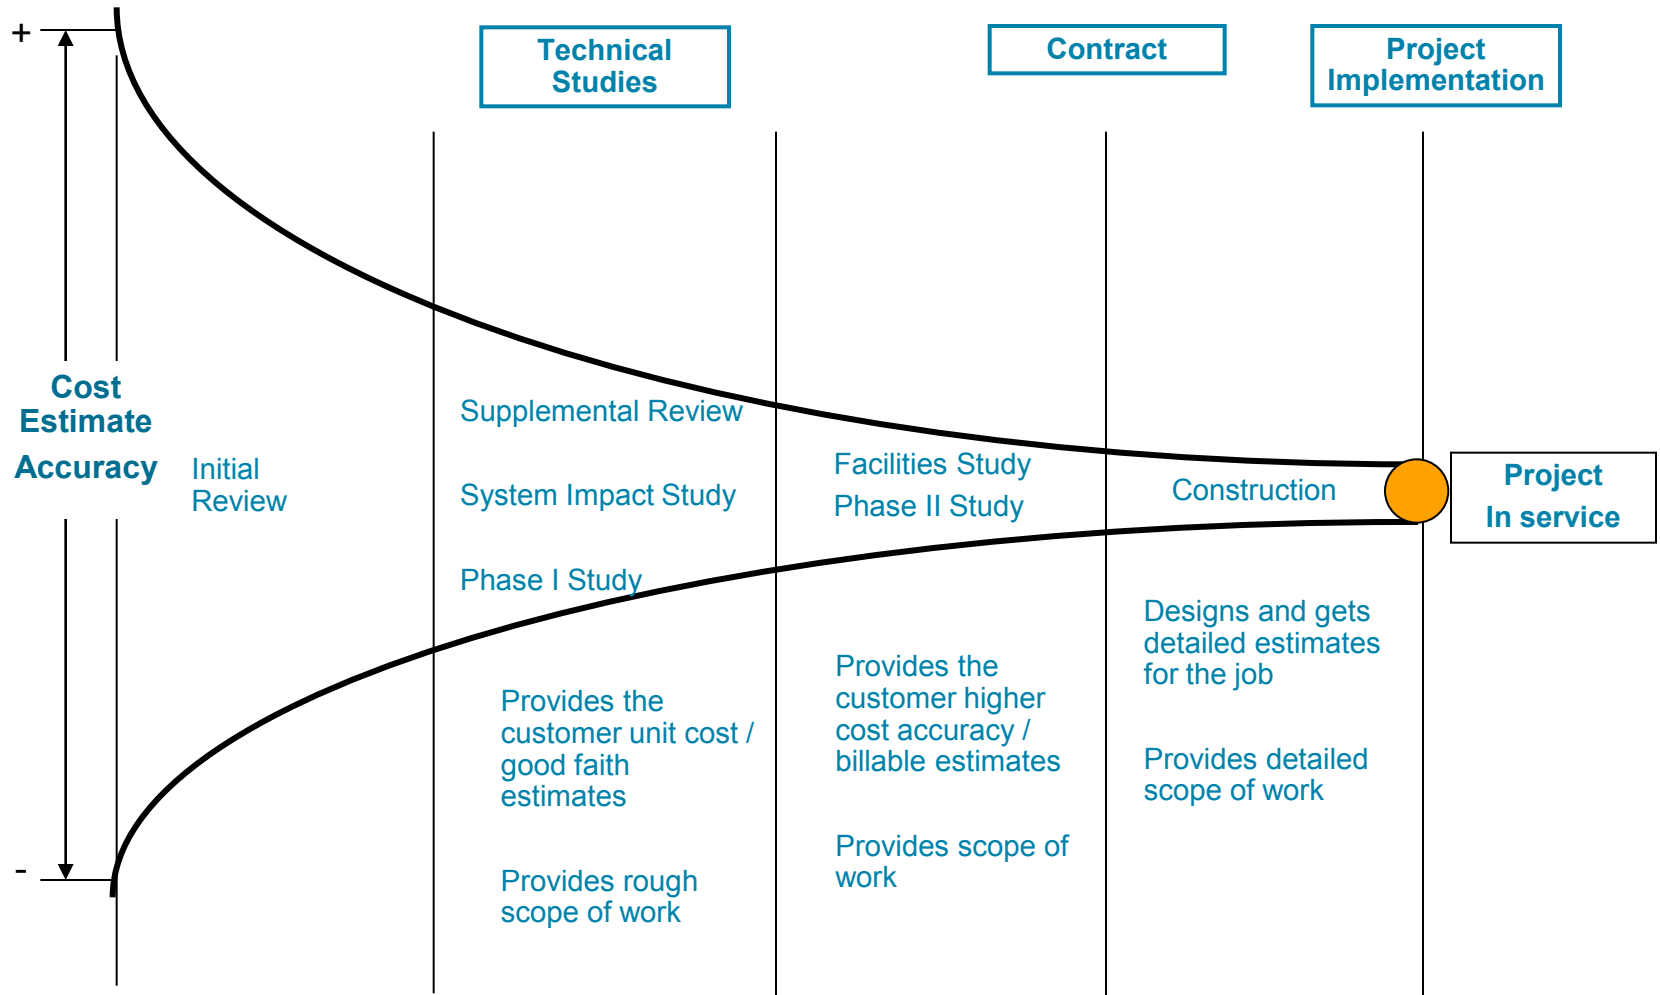 +
Technical
Studies
Contract
Project
Implementation
Cost
Estimate
Accuracy
Initial
Review
Supplemental Review
System Impact Study
Phase I Study
Facilities Study
Phase II Study
Construction
Project
In service
Provides the
customer unit cost /
good faith
estimates
Provides rough
scope of work
Provides the
customer higher
cost accuracy /
billable estimates
Provides scope of
work
Designs and gets
detailed estimates
for the job
Provides detailed
scope of work
-